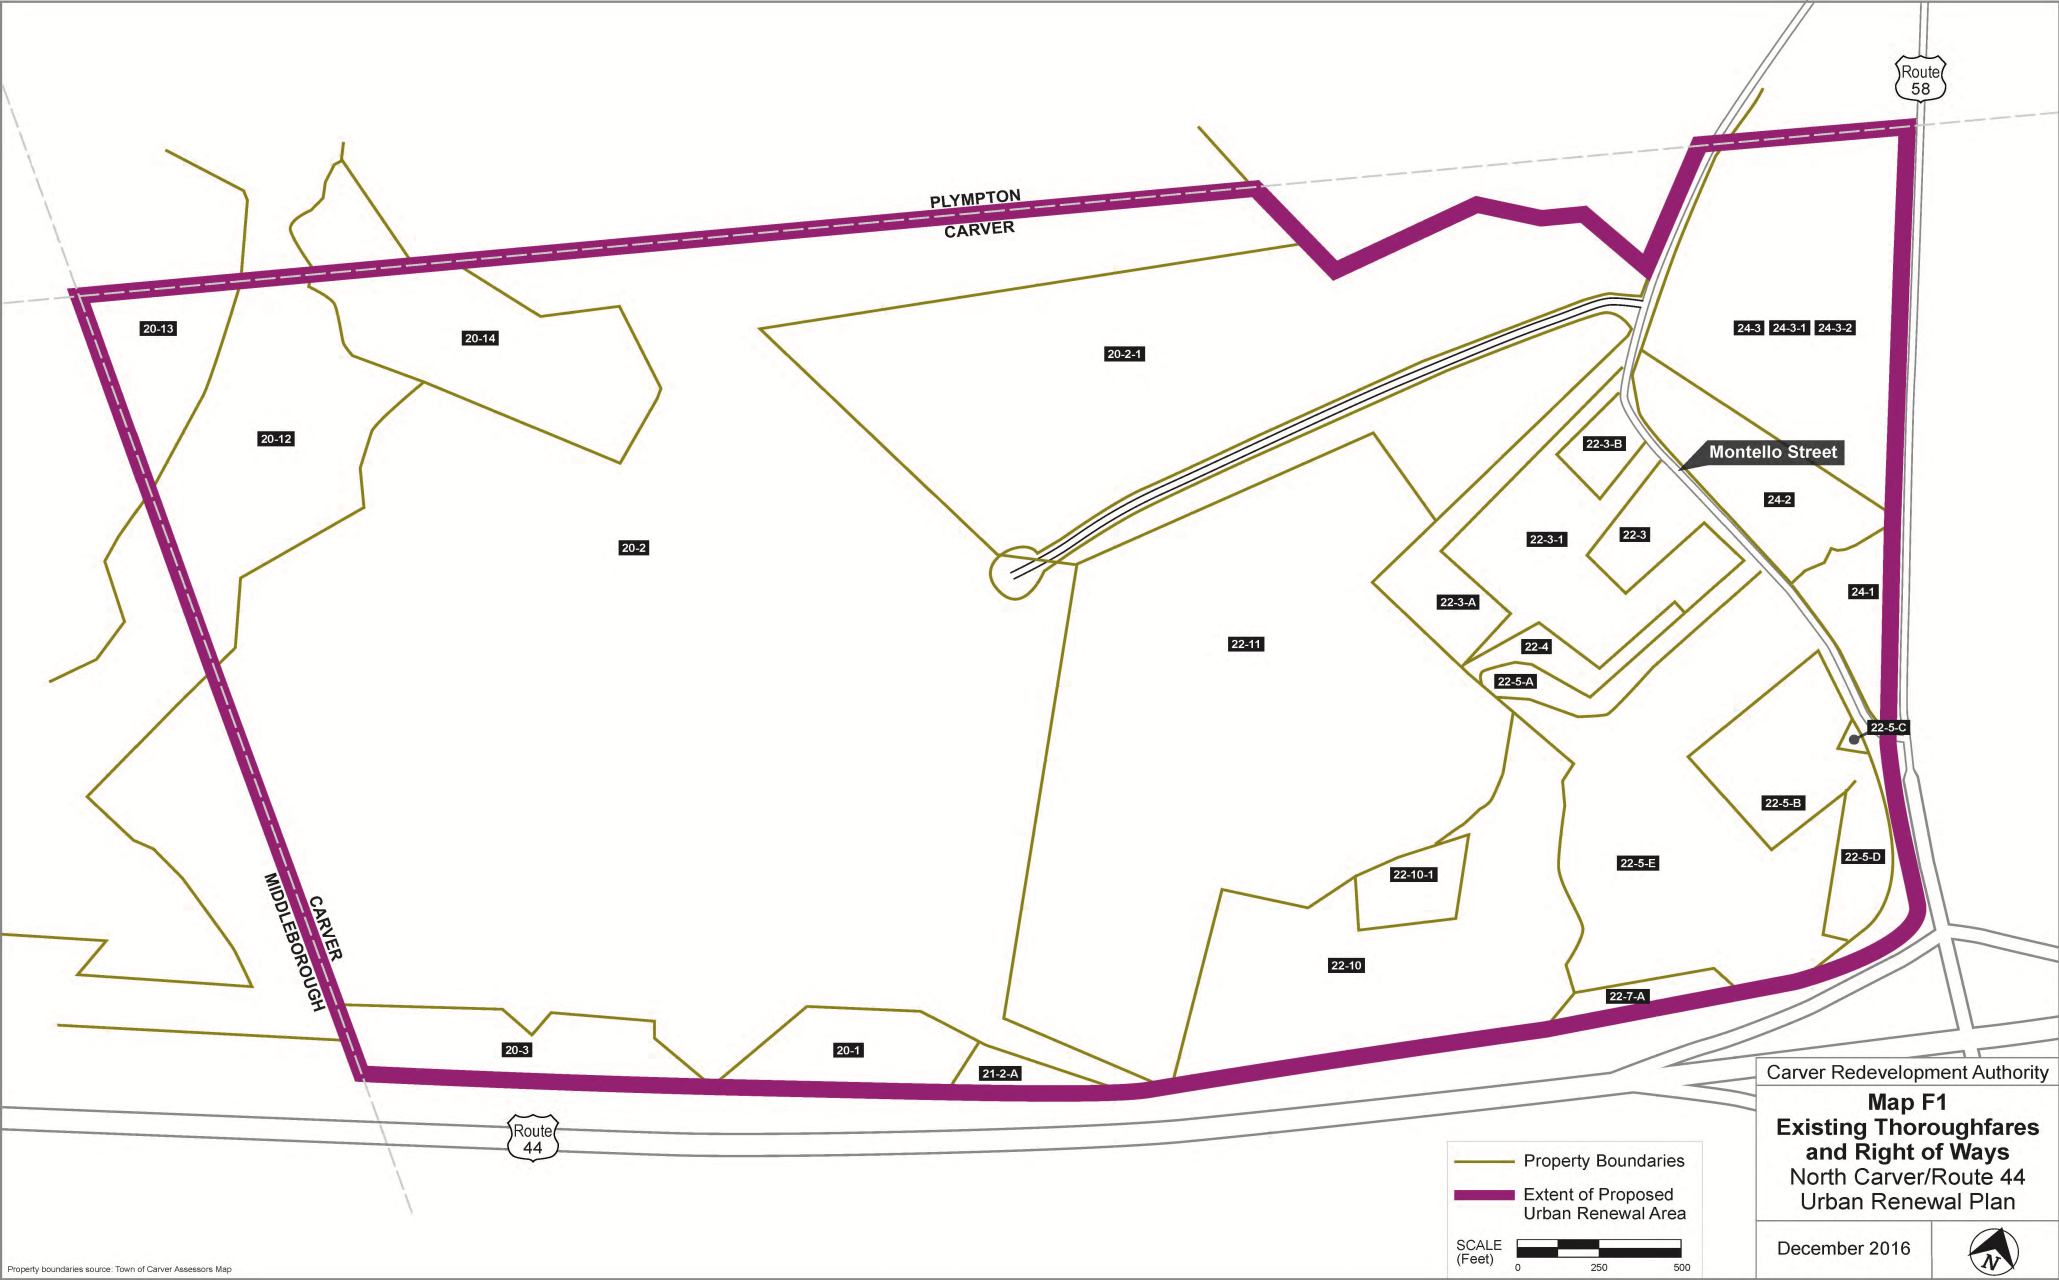 Route
58
PLYMPTON
CARVER
20-13
20-14
20-2-1
24-3
24-3-1
24-3-2
20-12
22-3-B
Montello Street
24-2
20-2
22-3-1
22-3
24-1
22-3-A
22-11
22-4
22-5-A
22-5-C
22-5-B
22-5-D
22-5-E
22-10-1
CARVER
MIDDLEBOROUGH
22-10
22-7-A
20-3
20-1
21-2-A
Route
44
Property Boundaries
Extent of Proposed
Urban Renewal Area
SCALE
(Feet)
0 250 500
Carver Redevelopment Authority
Map F1
Existing Thoroughfares
and Right of Ways
North Carver/Route 44
Urban Renewal Plan
December 2016
N
Property boundaries source: Town of Carver Assessors Map